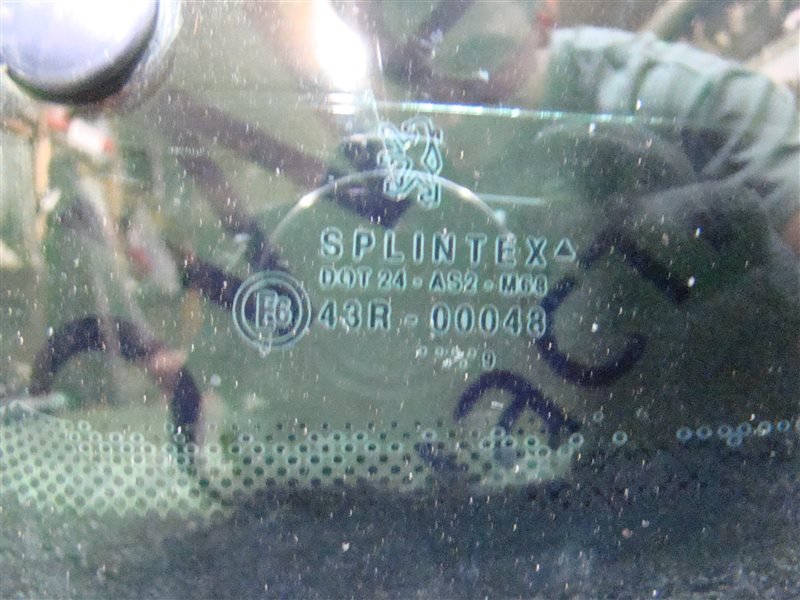 SPLINTEX
DOT 24 - AS2 - M68
E6 43R - 00048